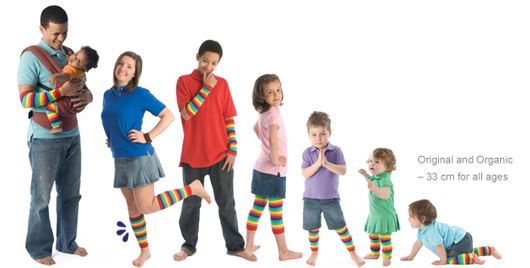 Original and Organic
– 33 cm for all ages